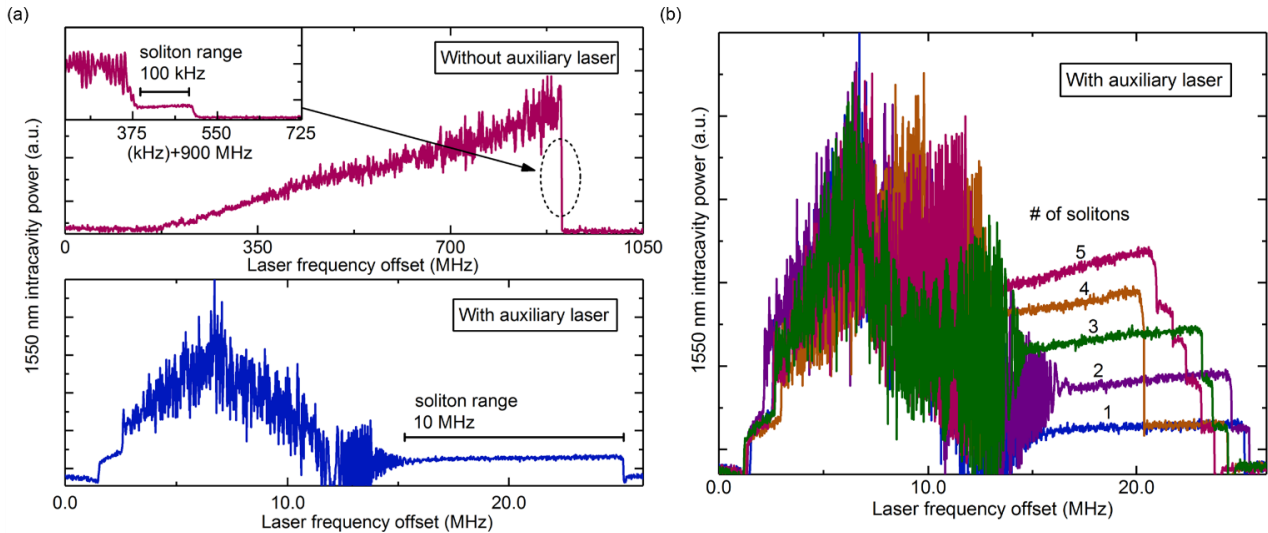 (a)
soliton range
100 kHz
Without auxiliary laser
375 550 725
(kHz)+900 MHz
0 350 700 1050
Laser frequency offset (MHz)
1550 nm intracavity power (a.u.)
With auxiliary laser
soliton range
10 MHz
0.0 10.0 20.0
Laser frequency offset (MHz)
(b)
With auxiliary laser
# of solitons
5
4
3
2
1
1550 nm intracavity power (a.u.)
0.0 10.0 20.0
Laser frequency offset (MHz)